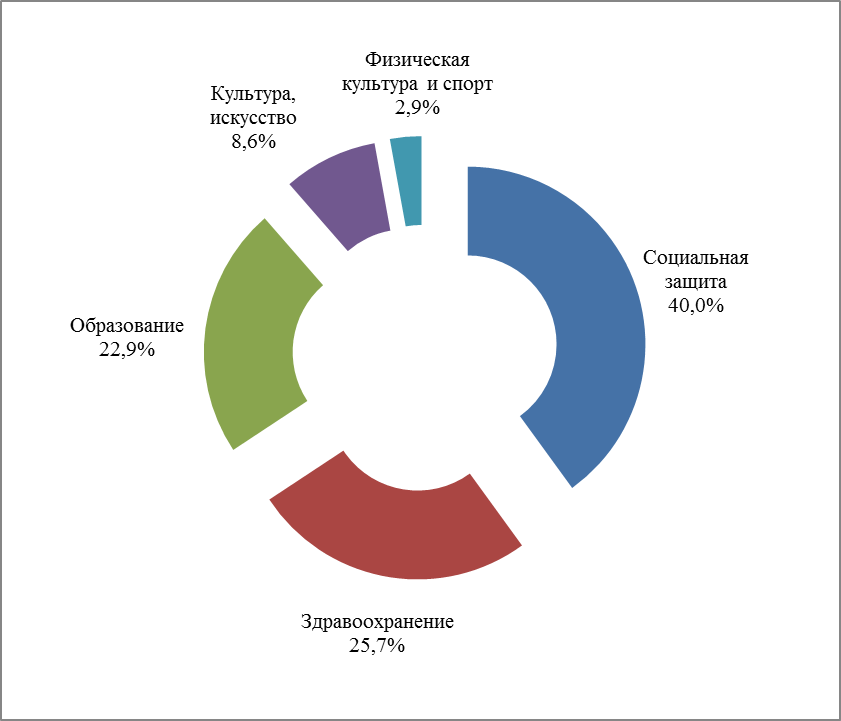 Физическая
культура и спорт
2,9%
Культура,
искусство
8,6%
Социальная
защита
40,0%
Образование
22,9%
Здравоохранение
25,7%